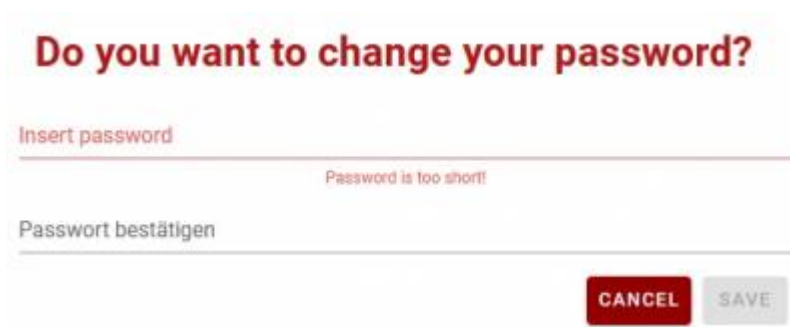 Do you want to change your password?
Insert password
Password is too short!
Passwort bestätigen
CANCEL SAVE